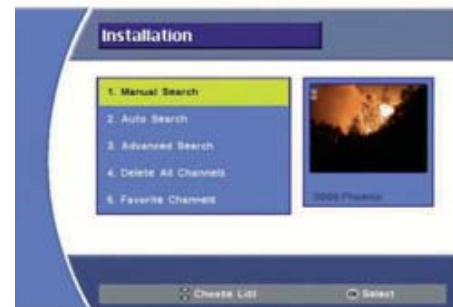 Installation
1. Manual Search
2. Auto Search
3. Advanced Search
4. Delete All Channels
5. Favorite Channels
Phoenix
Choose List
Select